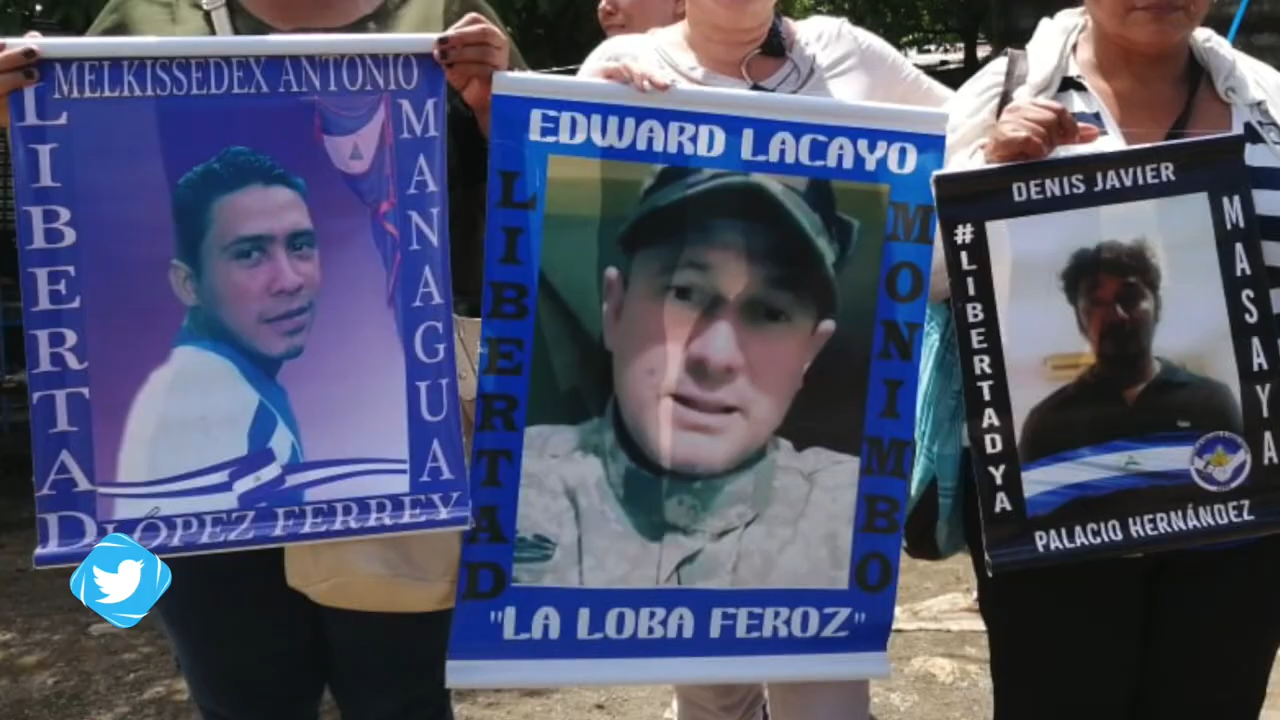 MELKISSEDEX ANTONIO
LIBERTAD
MANAGUA
LÓPEZ FERREY
EDWARD LACAYO
LIBERTAD
MONIMBO
"LA LOBA FEROZ"
DENIS JAVIER
#LIBERTADYA
MASAYA
PALACIO HERNÁNDEZ